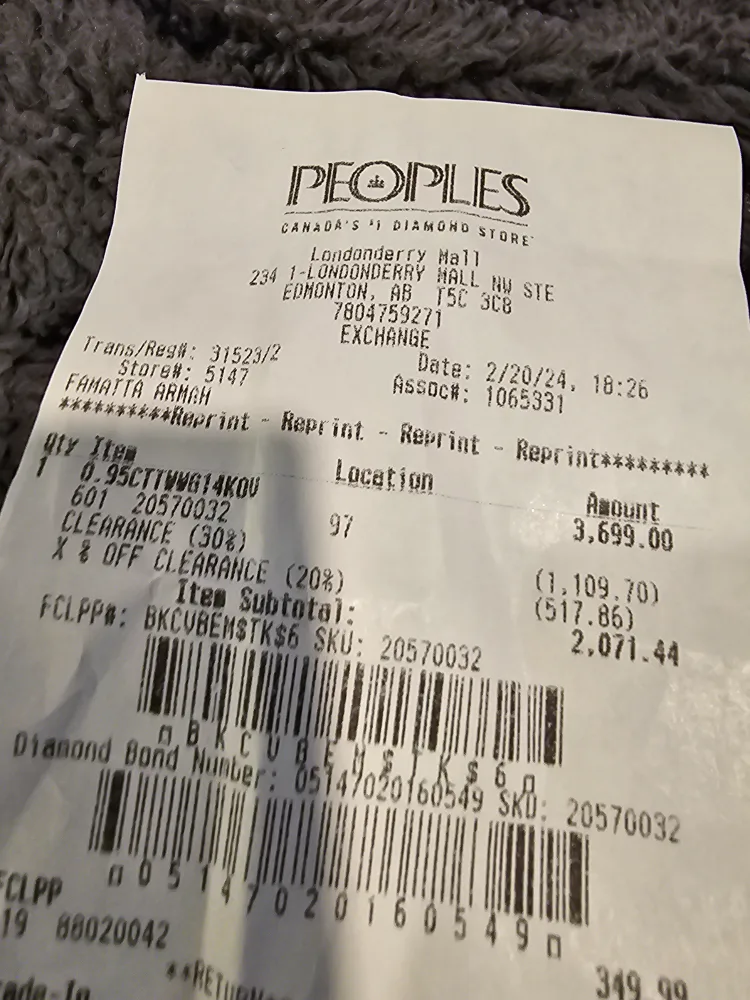 PEOPLES
CANADA'S #1 DIAMOND STORE
Londonderry Mall
234 1-LONDONDERRY MALL NW STE
EDMONTON, AB T5C 3C8
7804759271
EXCHANGE
Trans/Reg#: 31523/2 Date: 2/20/24, 18:26
Store#: 5147 Assoc#: 1065331
FAMATTA ARMAH
**********Reprint - Reprint - Reprint - Reprint*********
Qty Item Location Amount
1 0.95CTTWWG14KOV 3,699.00
601 20570032 97
CLEARANCE (30%) (1,109.70)
X % OFF CLEARANCE (20%) (517.86)
Item Subtotal: 2,071.44
FCLPP#: BKCVBEM$TK$6 SKU: 20570032
BKCVBEM$TK$6
Diamond Bond Number: 05147020160549 SKU: 20570032
05147020160549
FCLPP
19 88020042 349.99